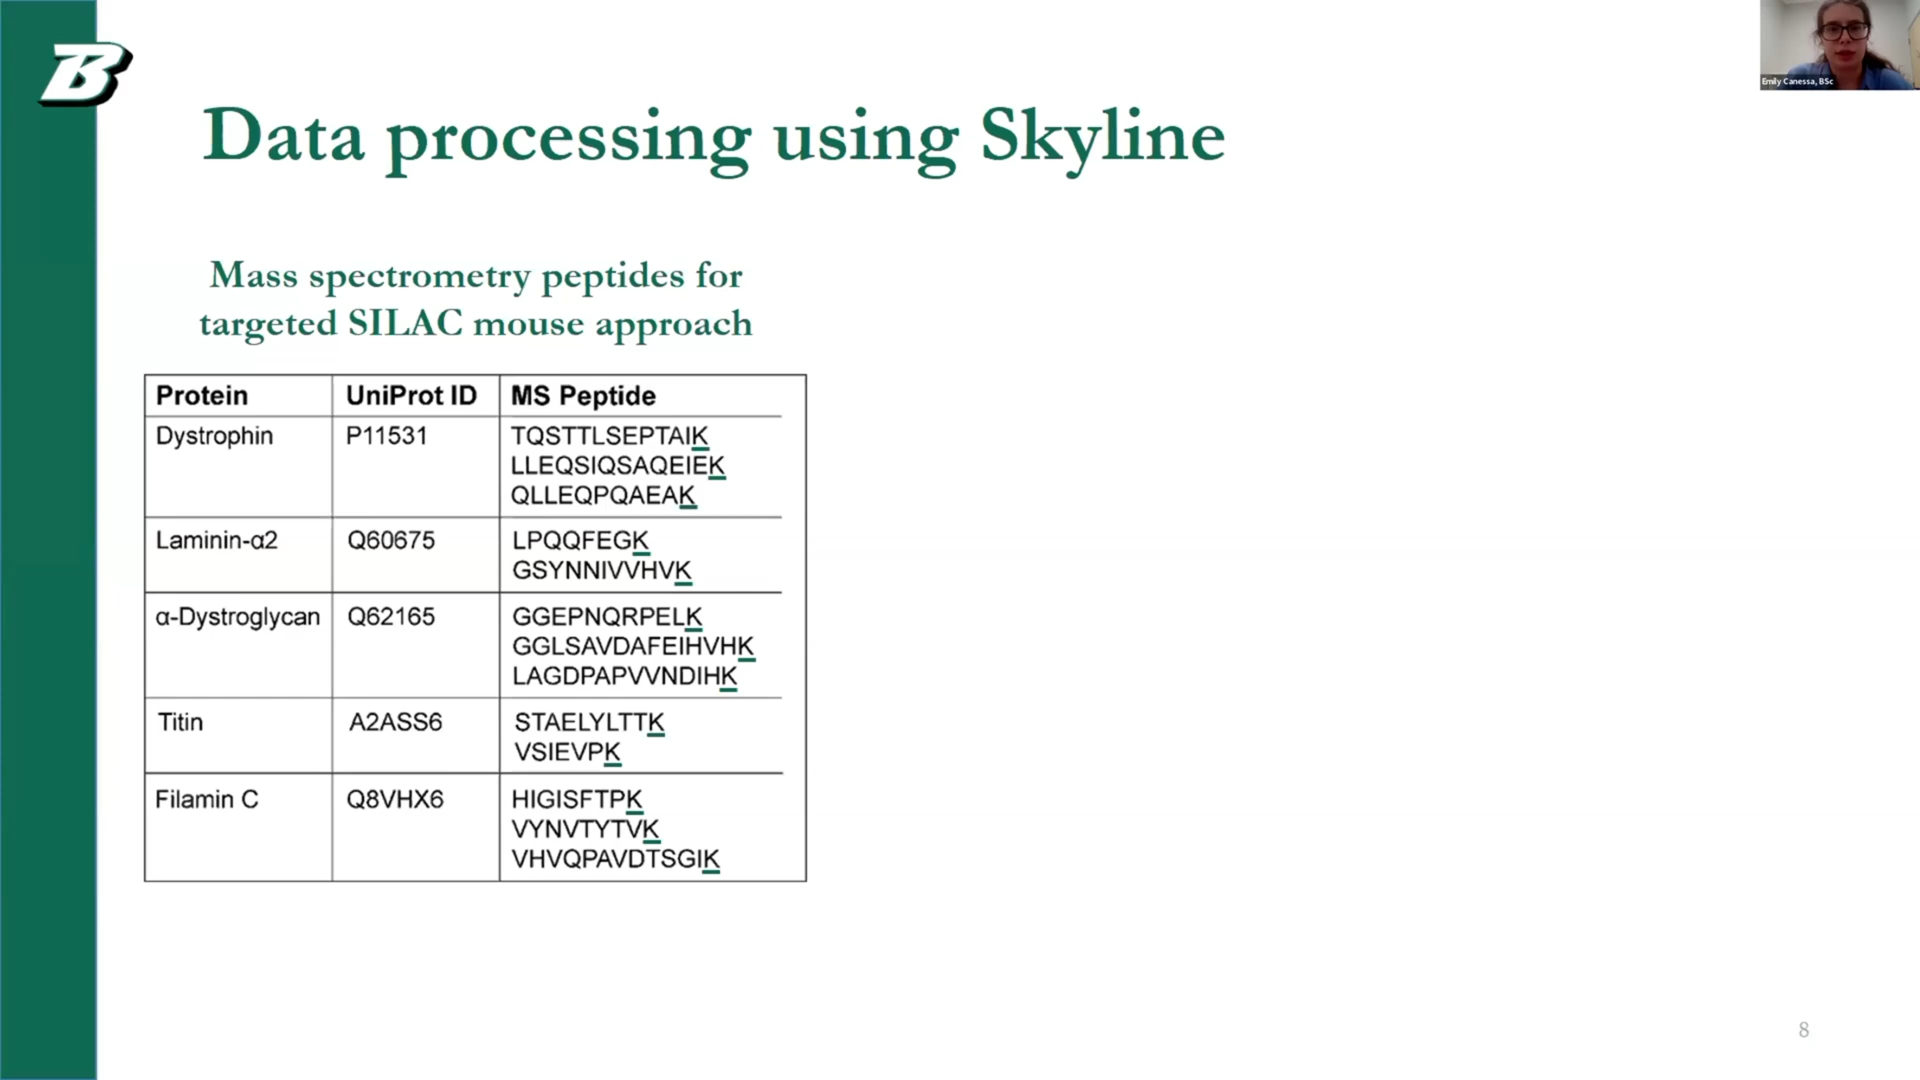 B
Emily Canessa, BSc
Data processing using Skyline
Mass spectrometry peptides for
targeted SILAC mouse approach
Protein UniProt ID MS Peptide
Dystrophin P11531 TQSTTLSEPTAIK
LLEQSIQSAQEIEK
QLLEQPQAEAK
Laminin-α2 Q60675 LPQQFEGK
GSYNNIVVHVK
α-Dystroglycan Q62165 GGEPNQRPELK
GGLSAVDAFEIHVHK
LAGDPAPVVNDIHK
Titin A2ASS6 STAELYLTTK
VSIEVPK
Filamin C Q8VHX6 HIGISFTPK
VYNVTYTVK
VHVQPAVDTSGIK
8